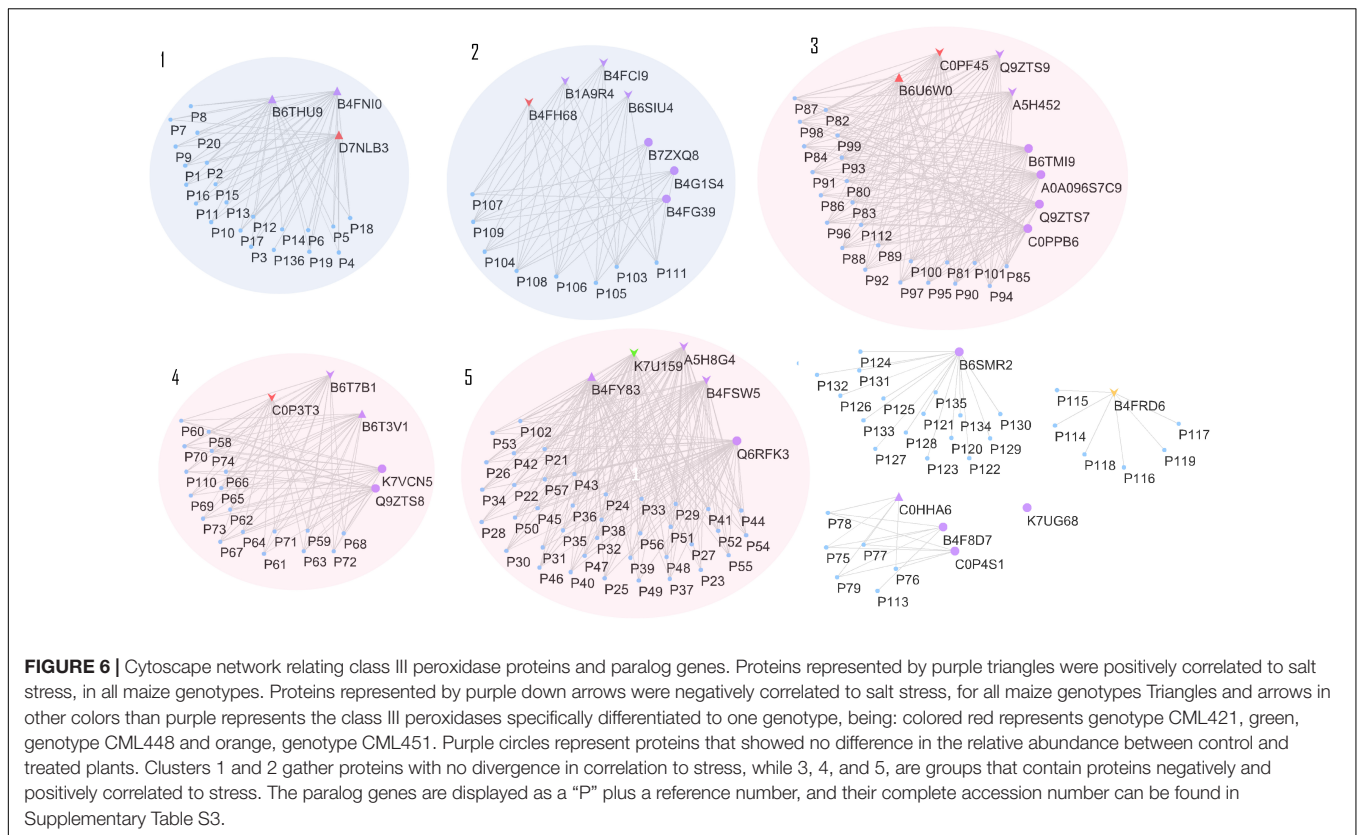 1
P8
B6THU9
B4FNI0
P7
P20
D7NLB3
P9
P1
P2
P16
P15
P11
P13
P10
P12
P17
P14
P6
P5
P18
P3
P136
P19
P4
2
B4FCI9
B1A9R4
B6SIU4
B4FH68
B7ZXQ8
B4G1S4
B4FG39
P107
P109
P104
P108
P106
P105
P103
P111
3
C0PF45
Q9ZTS9
B6U6W0
A5H452
P87
P82
P98
P99
P84
P93
B6TMI9
P91
P80
A0A096S7C9
P86
P83
Q9ZTS7
P96
P112
C0PPB6
P88
P89
P92
P100
P81
P101
P85
P97
P95
P90
P94
4
B6T7B1
C0P3T3
B6T3V1
P60
P58
P70
P74
P110
P66
K7VCN5
P69
P65
Q9ZTS8
P73
P62
P67
P64
P71
P59
P68
P61
P63
P72
5
K7U159
A5H8G4
B4FY83
B4FSW5
P102
P53
Q6RFK3
P42
P21
P26
P57
P43
P34
P22
P24
P33
P29
P41
P44
P28
P50
P45
P36
P38
P56
P51
P52
P54
P30
P31
P35
P32
P27
P55
P46
P47
P39
P48
P23
P40
P25
P49
P37
P124
B6SMR2
P132
P131
P126
P125
P135
P133
P121
P134
P130
P128
P120
P129
P127
P123
P122
P115
B4FRD6
P114
P117
P118
P116
P119
C0HHA6
K7UG68
P78
B4F8D7
P75
P77
C0P4S1
P79
P76
P113
FIGURE 6 | Cytoscape network relating class III peroxidase proteins and paralog genes. Proteins represented by purple triangles were positively correlated to salt
stress, in all maize genotypes. Proteins represented by purple down arrows were negatively correlated to salt stress, for all maize genotypes Triangles and arrows in
other colors than purple represents the class III peroxidases specifically differentiated to one genotype, being: colored red represents genotype CML421, green,
genotype CML448 and orange, genotype CML451. Purple circles represent proteins that showed no difference in the relative abundance between control and
treated plants. Clusters 1 and 2 gather proteins with no divergence in correlation to stress, while 3, 4, and 5, are groups that contain proteins negatively and
positively correlated to stress. The paralog genes are displayed as a “P” plus a reference number, and their complete accession number can be found in
Supplementary Table S3.